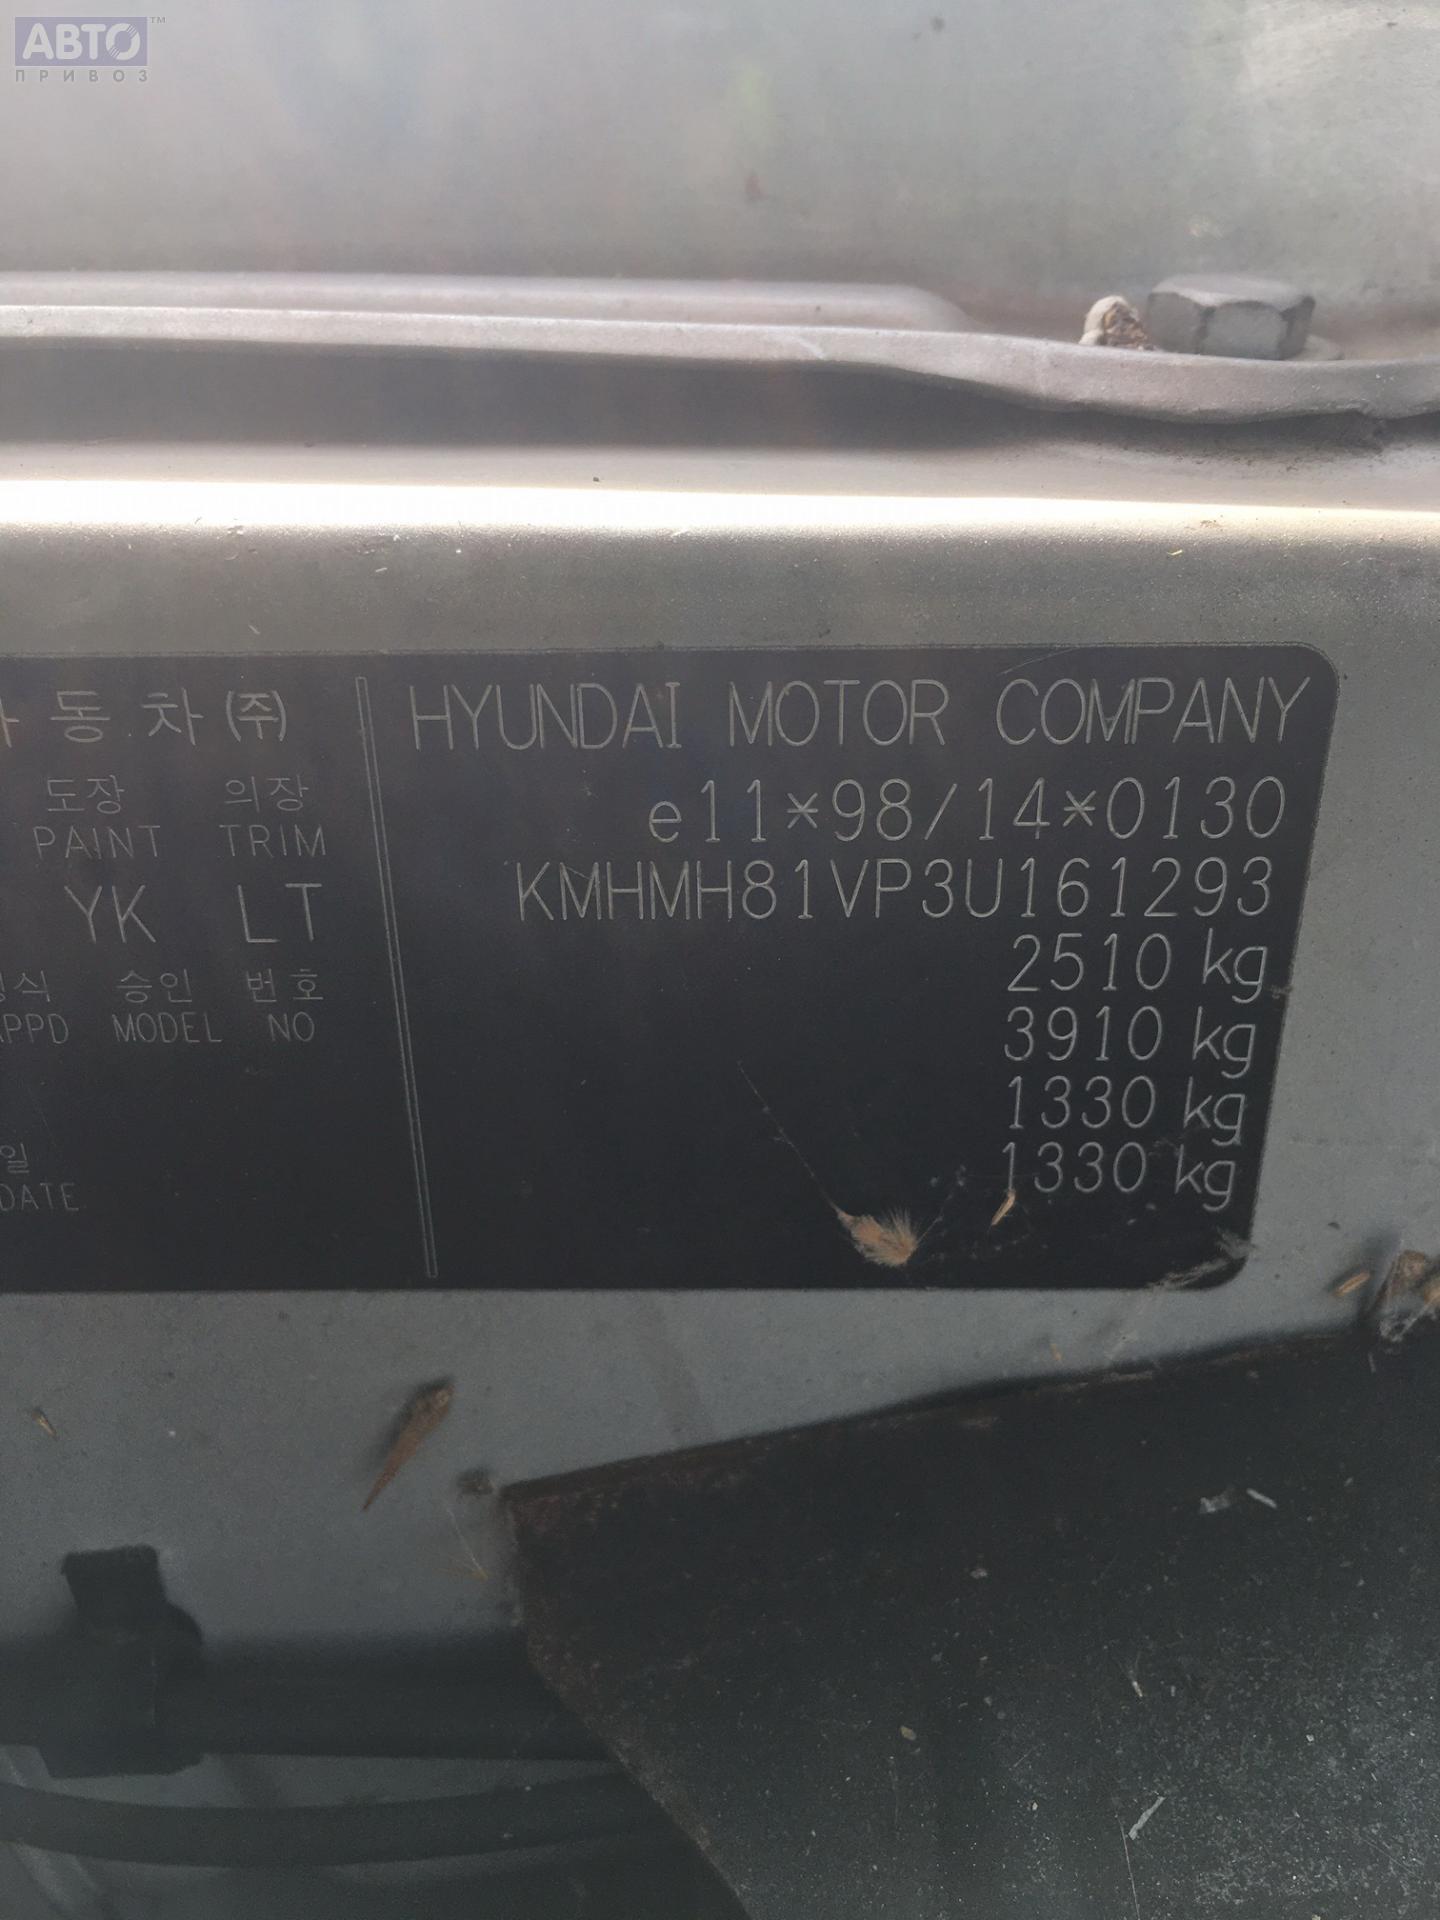 АВТО™
ПРИВОЗ
동차(주)
HYUNDAI MOTOR COMPANY
도장 의장
PAINT TRIM
e11*98/14*0130
YK LT
KMHMH81VP3U161293
승인 번호
APPD MODEL NO
2510 kg
3910 kg
1330 kg
1330 kg
일
DATE